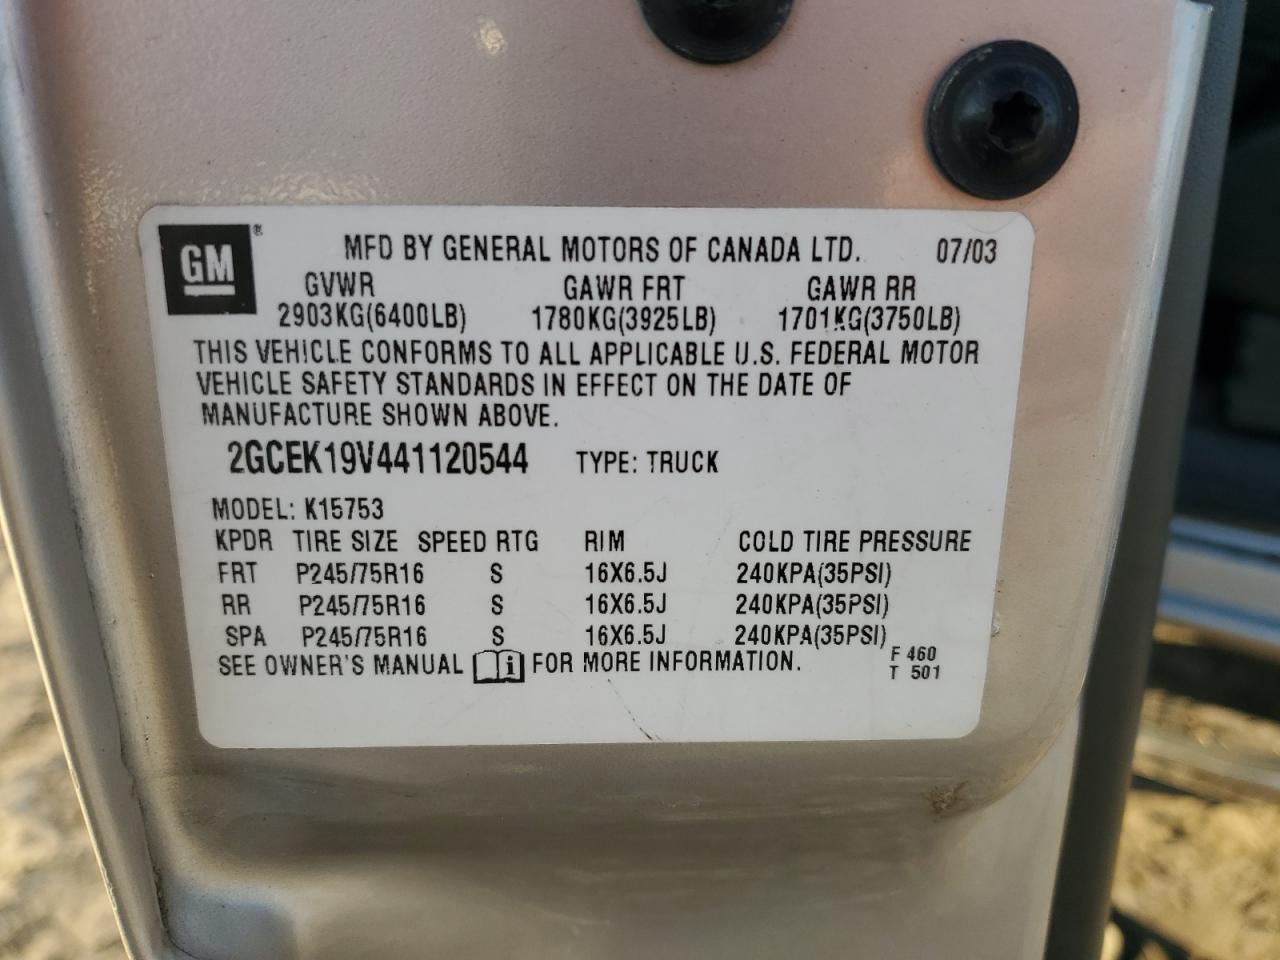 GM® MFD BY GENERAL MOTORS OF CANADA LTD. 07/03
GVWR GAWR FRT GAWR RR
2903KG(6400LB) 1780KG(3925LB) 1701KG(3750LB)
THIS VEHICLE CONFORMS TO ALL APPLICABLE U.S. FEDERAL MOTOR
VEHICLE SAFETY STANDARDS IN EFFECT ON THE DATE OF
MANUFACTURE SHOWN ABOVE.
2GCEK19V441120544 TYPE: TRUCK
MODEL: K15753
KPDR TIRE SIZE SPEED RTG RIM COLD TIRE PRESSURE
FRT P245/75R16 S 16X6.5J 240KPA(35PSI)
RR P245/75R16 S 16X6.5J 240KPA(35PSI)
SPA P245/75R16 S 16X6.5J 240KPA(35PSI)
SEE OWNER'S MANUAL i FOR MORE INFORMATION.
F 460
T 501